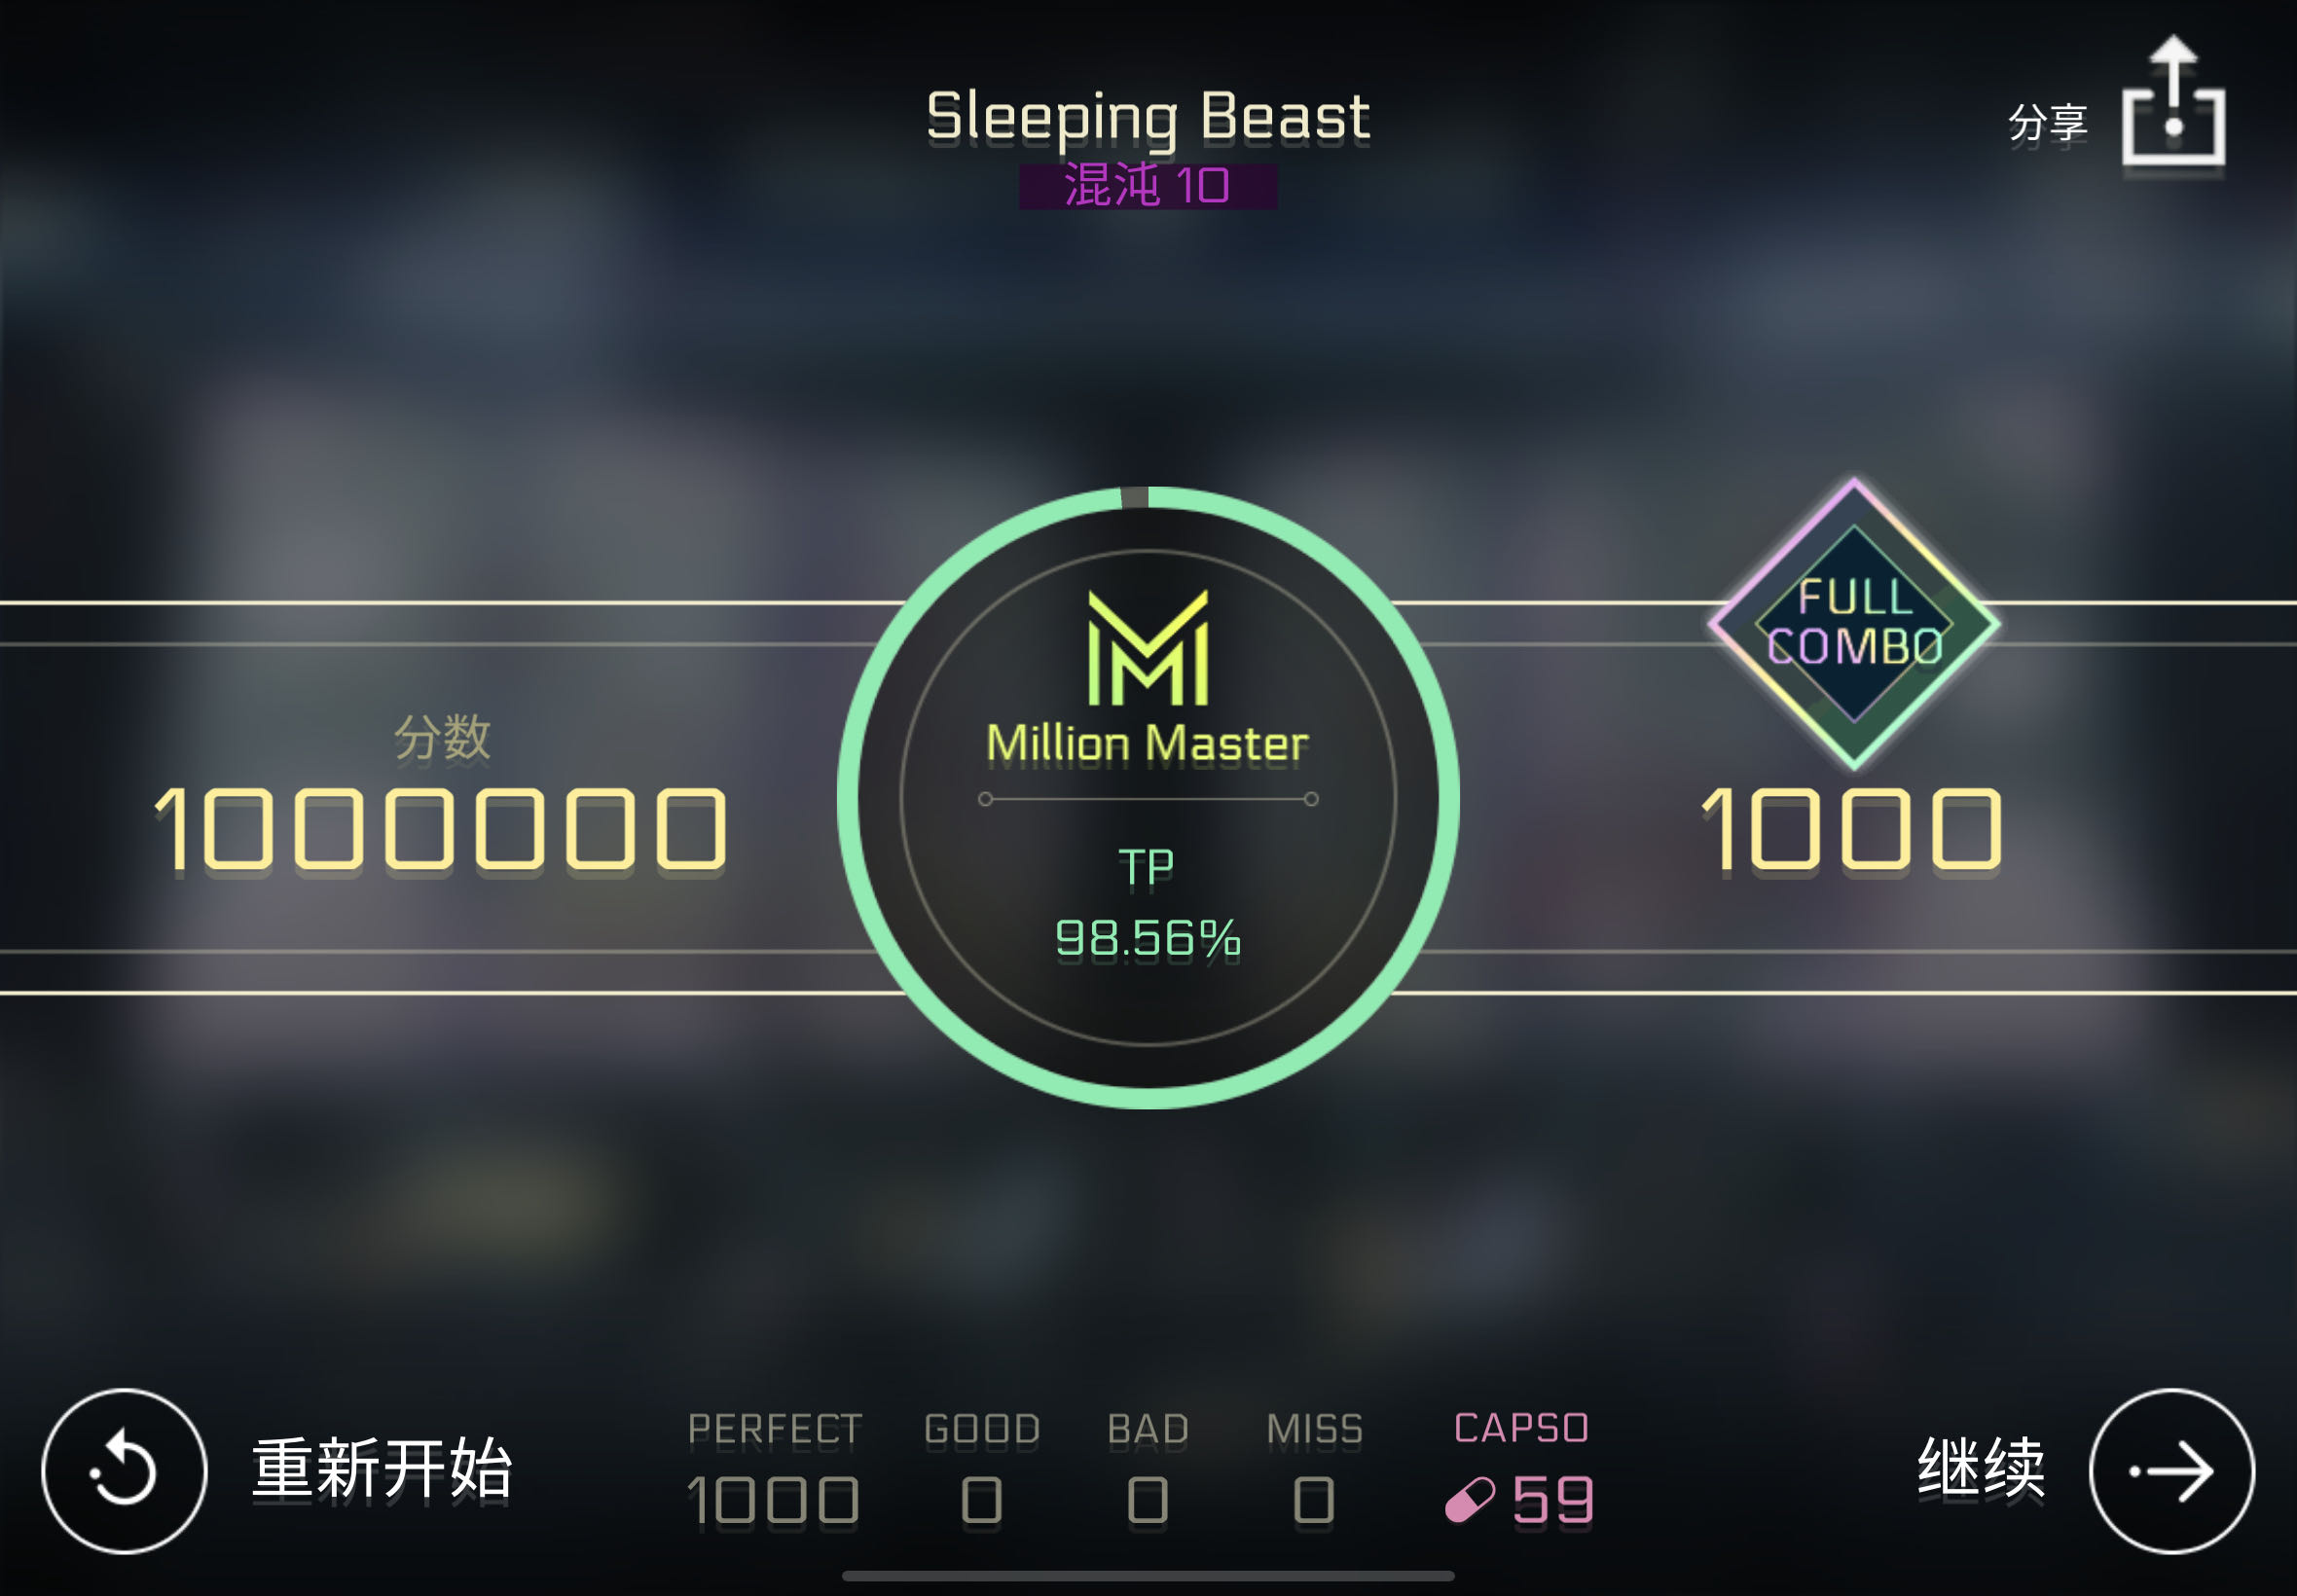 Sleeping Beast
混沌 10
分享
Million Master
FULL
COMBO
分数
1000000
TP
98.56%
1000
重新开始
PERFECT GOOD BAD MISS CAPSO
1000 0 0 0 59
继续